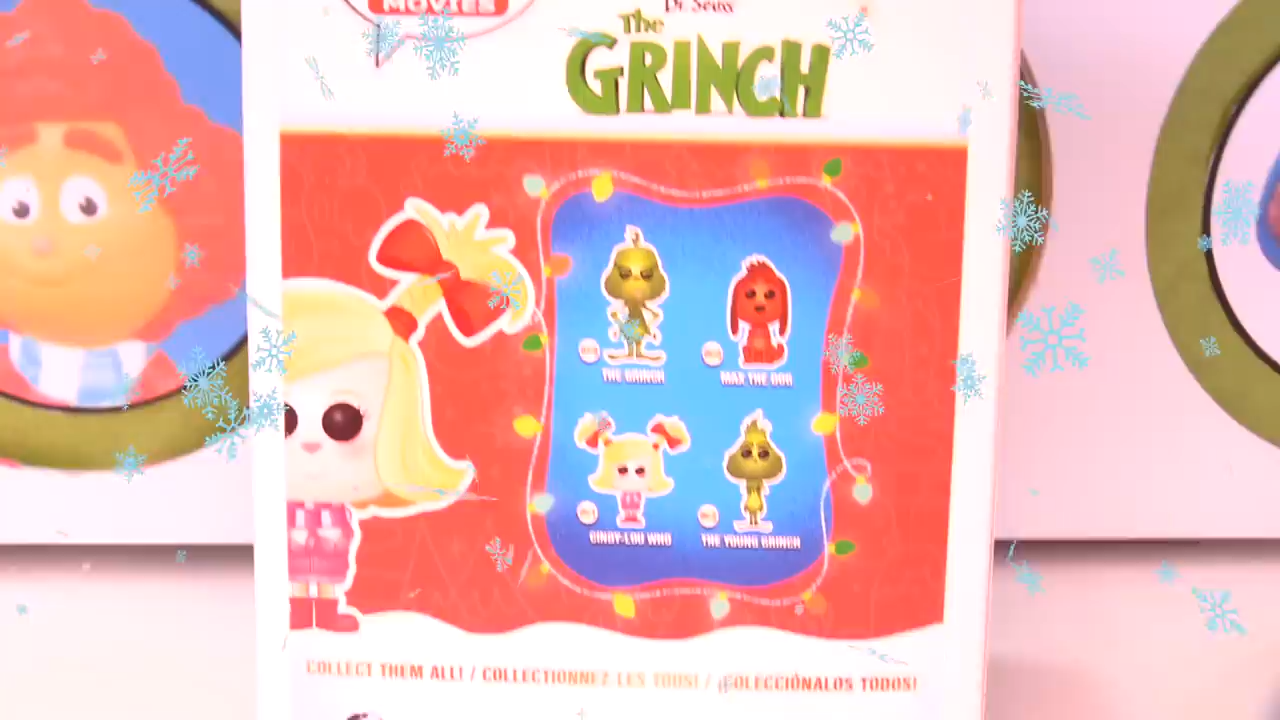 MOVIES
Dr. Seuss
The
GRINCH
THE GRINCH
MAX THE DOG
CINDY-LOU WHO
THE YOUNG GRINCH
COLLECT THEM ALL! / COLLECTIONNEZ LES TOUS! / ¡COLECCIÓNALOS TODOS!